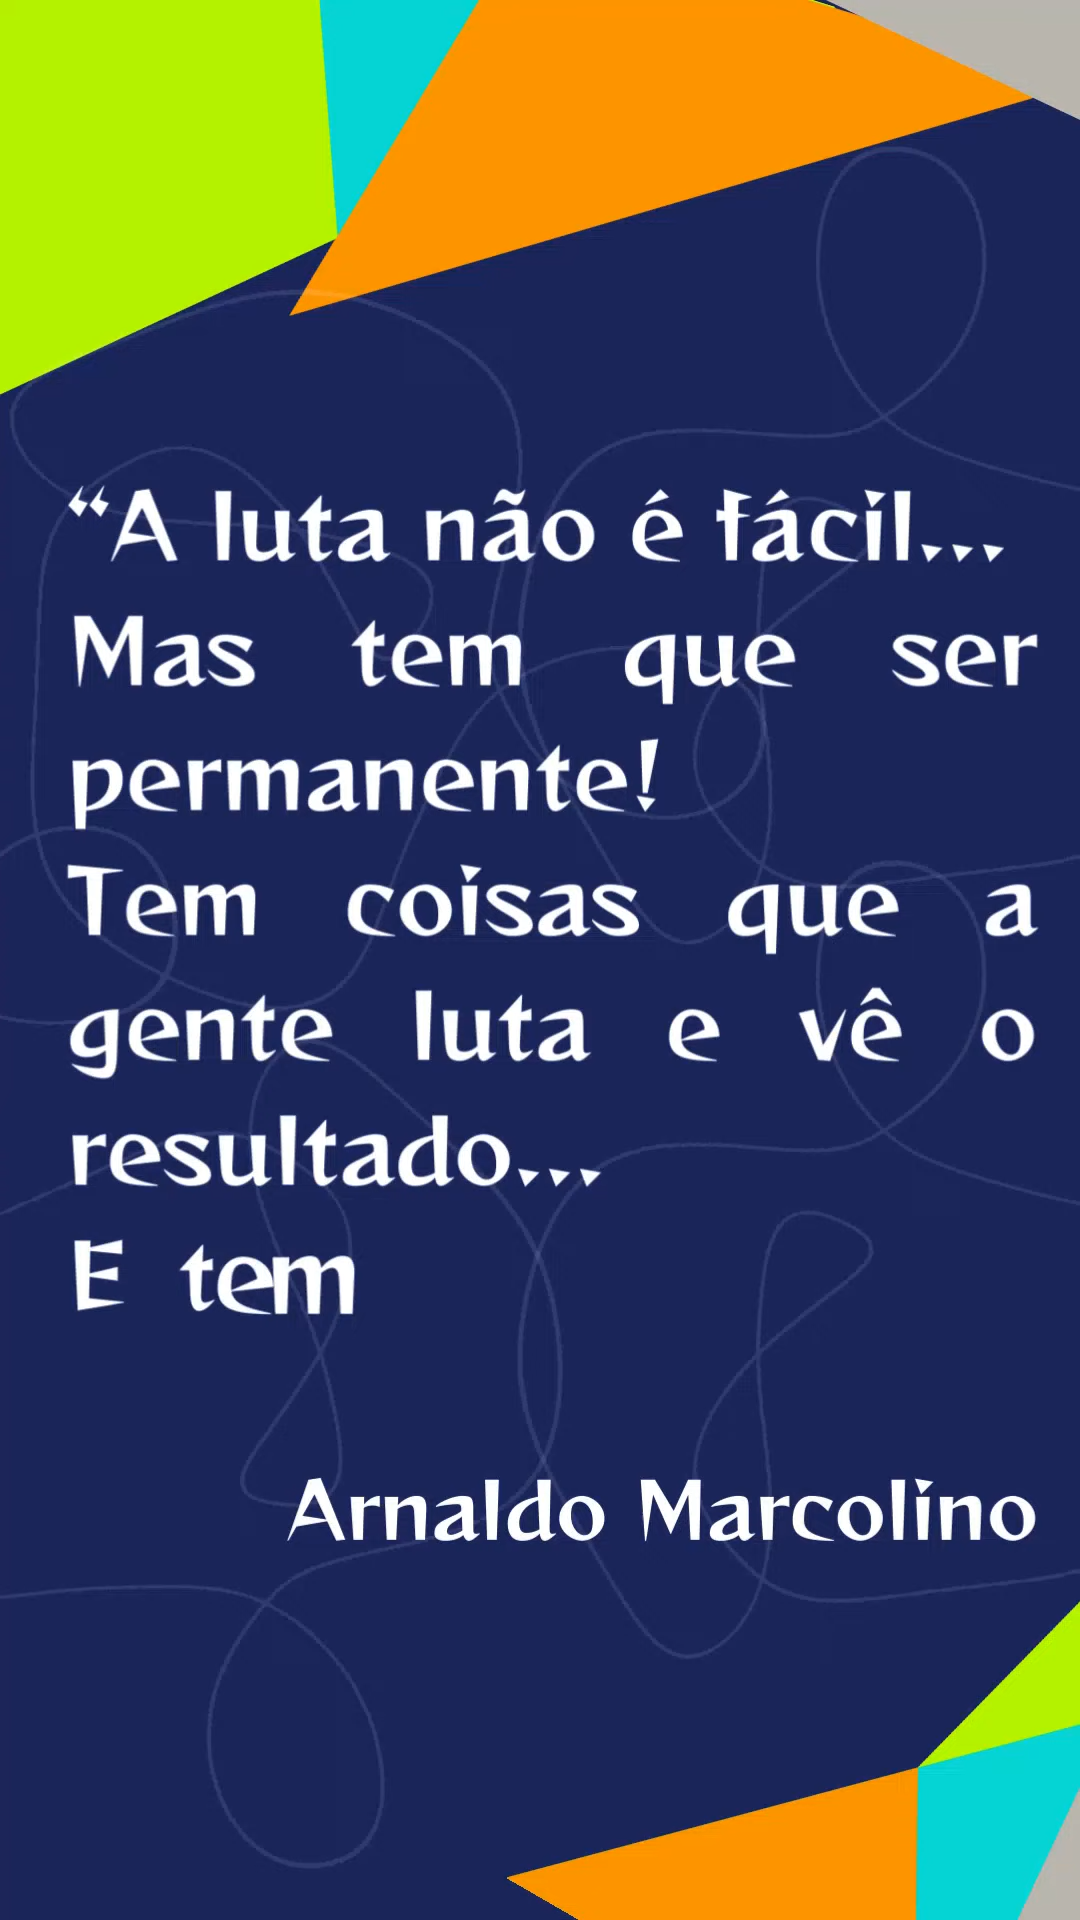 “A luta não é fácil...
Mas tem que ser
permanente!
Tem coisas que a
gente luta e vê o
resultado...
E tem
Arnaldo Marcolino